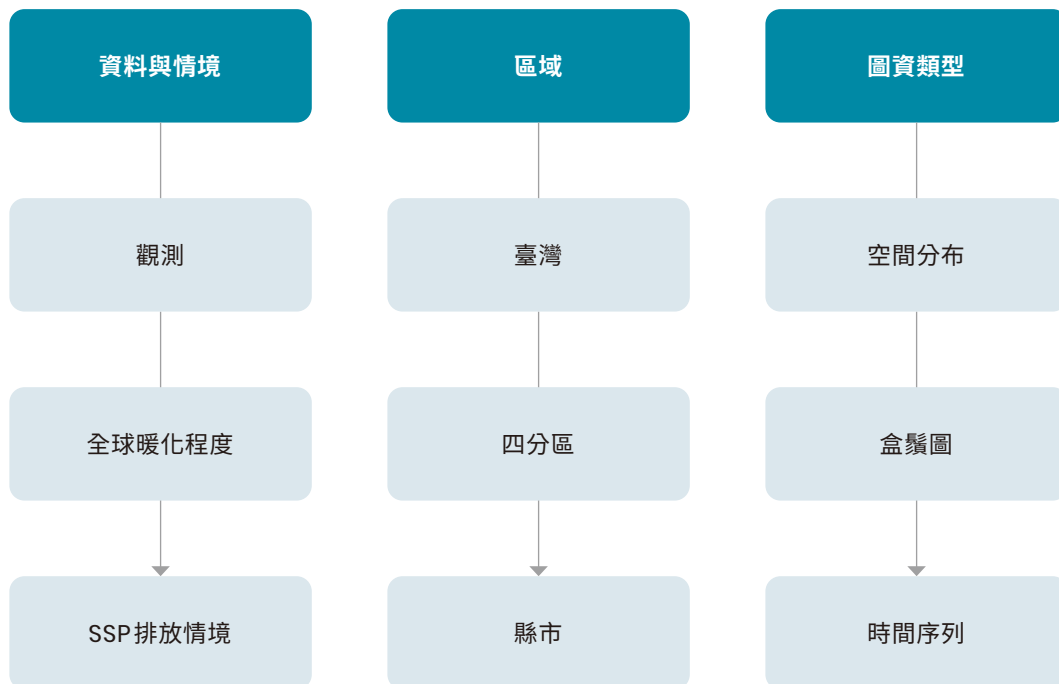 資料與情境
觀測
全球暖化程度
SSP排放情境
區域
臺灣
四分區
縣市
圖資類型
空間分布
盒鬚圖
時間序列